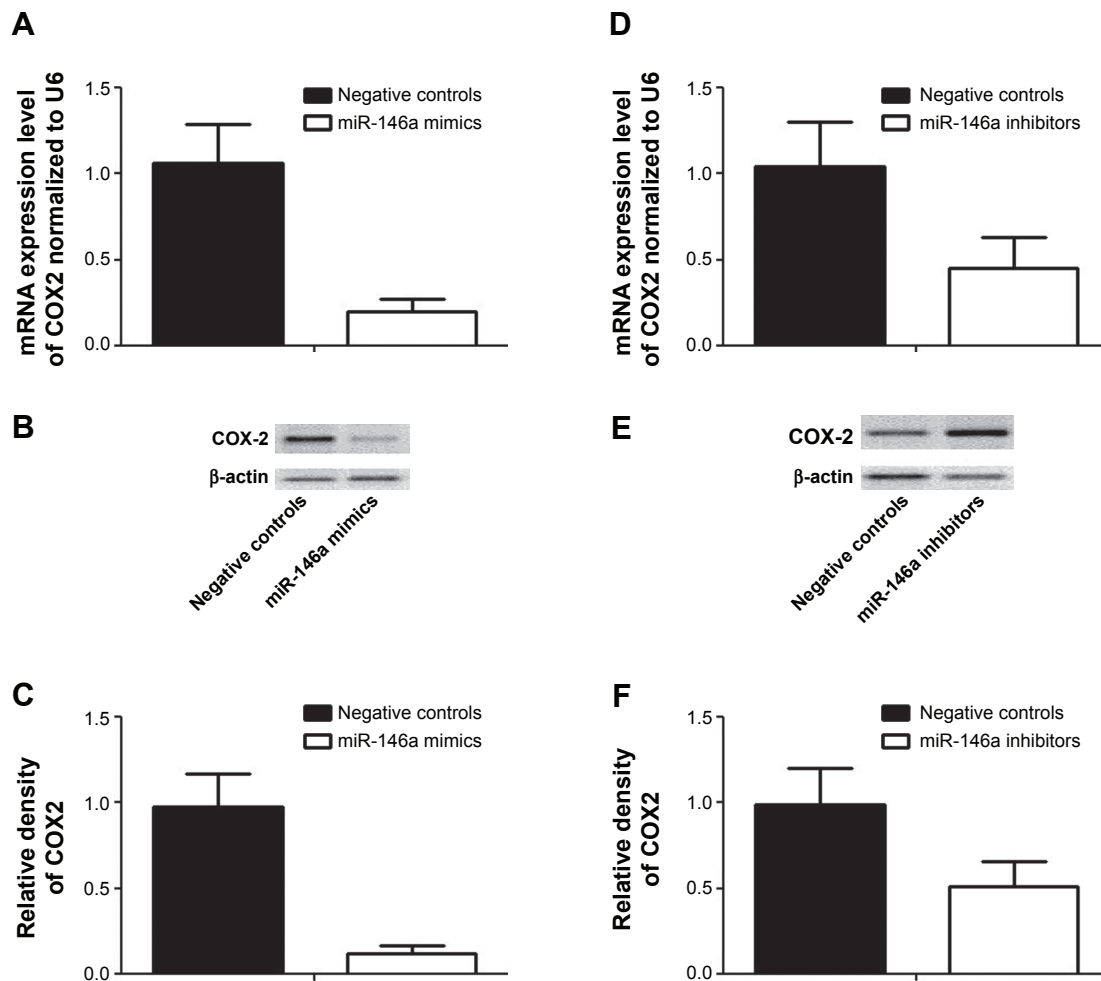 A
mRNA expression level
of COX2 normalized to U6
1.5
1.0
0.5
0.0
Negative controls
miR-146a mimics
B
COX-2
β-actin
Negative controls
miR-146a mimics
C
Relative density
of COX2
1.5
1.0
0.5
0.0
Negative controls
miR-146a mimics
D
mRNA expression level
of COX2 normalized to U6
1.5
1.0
0.5
0.0
Negative controls
miR-146a inhibitors
E
COX-2
β-actin
Negative controls
miR-146a inhibitors
F
Relative density
of COX2
1.5
1.0
0.5
0.0
Negative controls
miR-146a inhibitors